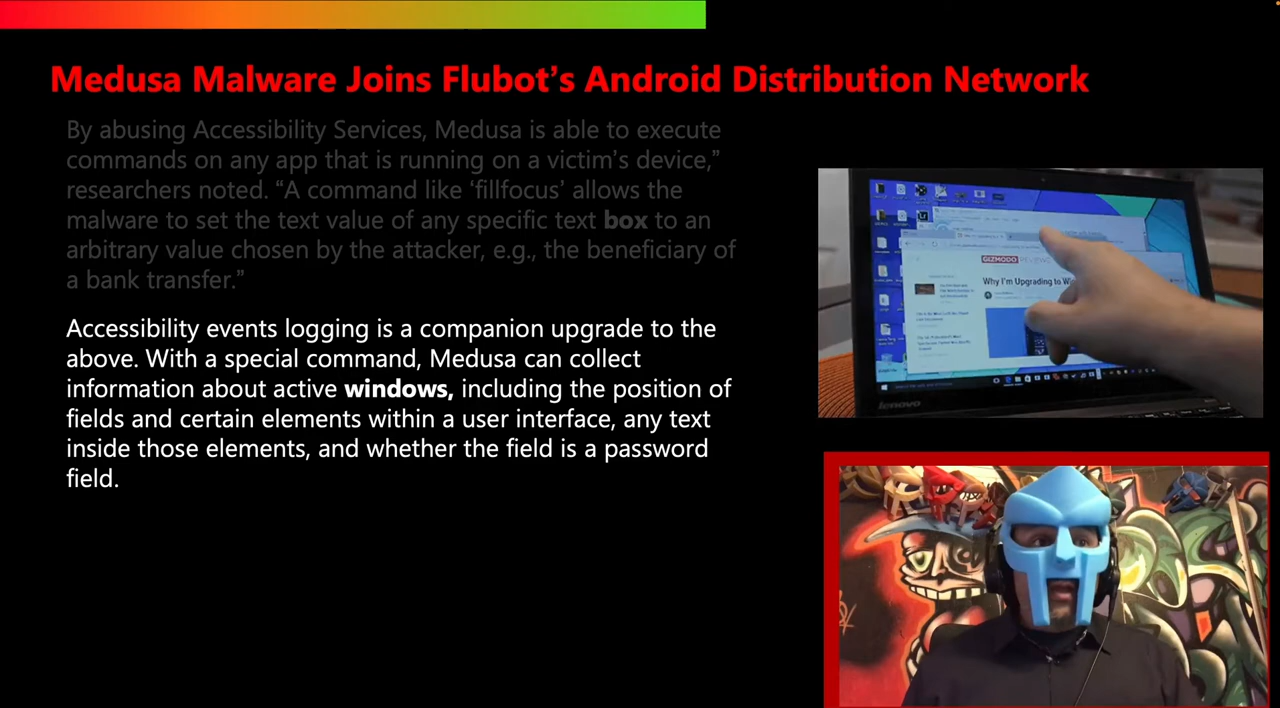 Medusa Malware Joins Flubot’s Android Distribution Network
By abusing Accessibility Services, Medusa is able to execute
commands on any app that is running on a victim’s device,”
researchers noted. “A command like ‘fillfocus’ allows the
malware to set the text value of any specific text box to an
arbitrary value chosen by the attacker, e.g., the beneficiary of
a bank transfer.”
Accessibility events logging is a companion upgrade to the
above. With a special command, Medusa can collect
information about active windows, including the position of
fields and certain elements within a user interface, any text
inside those elements, and whether the field is a password
field.
GIZMODO REVIEWS
Why I'm Upgrading to
lenovo